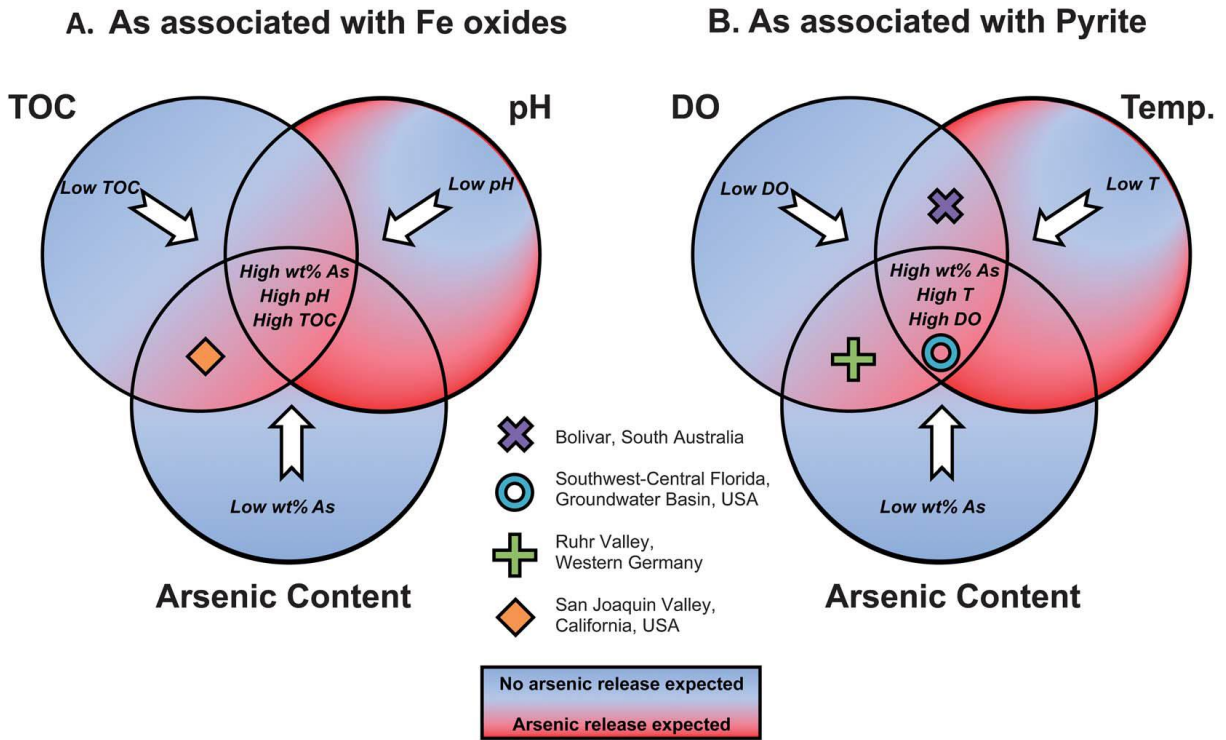 A. As associated with Fe oxides
TOC
pH
Low TOC
Low pH
High wt% As
High pH
High TOC
Low wt% As
Arsenic Content
B. As associated with Pyrite
DO
Temp.
Low DO
Low T
High wt% As
High T
High DO
Low wt% As
Arsenic Content
Bolivar, South Australia
Southwest-Central Florida,
Groundwater Basin, USA
Ruhr Valley,
Western Germany
San Joaquin Valley,
California, USA
No arsenic release expected
Arsenic release expected